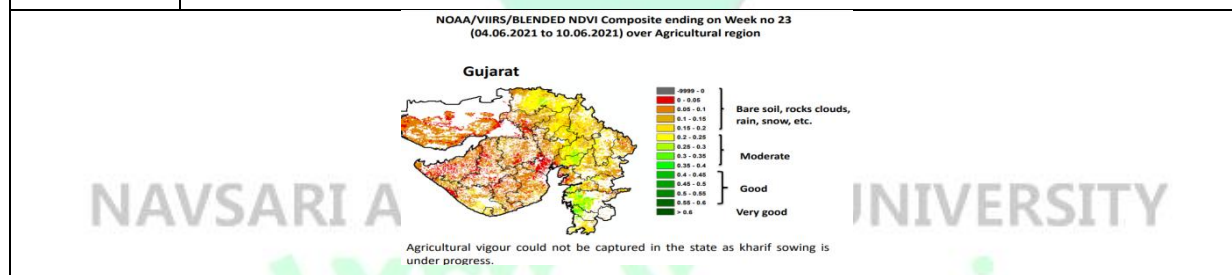 NOAA/VIIRS/BLENDED NDVI Composite ending on Week no 23
(04.06.2021 to 10.06.2021) over Agricultural region
Gujarat
-9999 - 0
0 - 0.05
0.05 - 0.1
0.1 - 0.15
0.15 - 0.2
0.2 - 0.25
0.25 - 0.3
0.3 - 0.35
0.35 - 0.4
0.4 - 0.45
0.45 - 0.5
0.5 - 0.55
0.55 - 0.6
> 0.6
Bare soil, rocks clouds,
rain, snow, etc.
Moderate
Good
Very good
NAVSARI A
UNIVERSITY
Agricultural vigour could not be captured in the state as kharif sowing is
under progress.